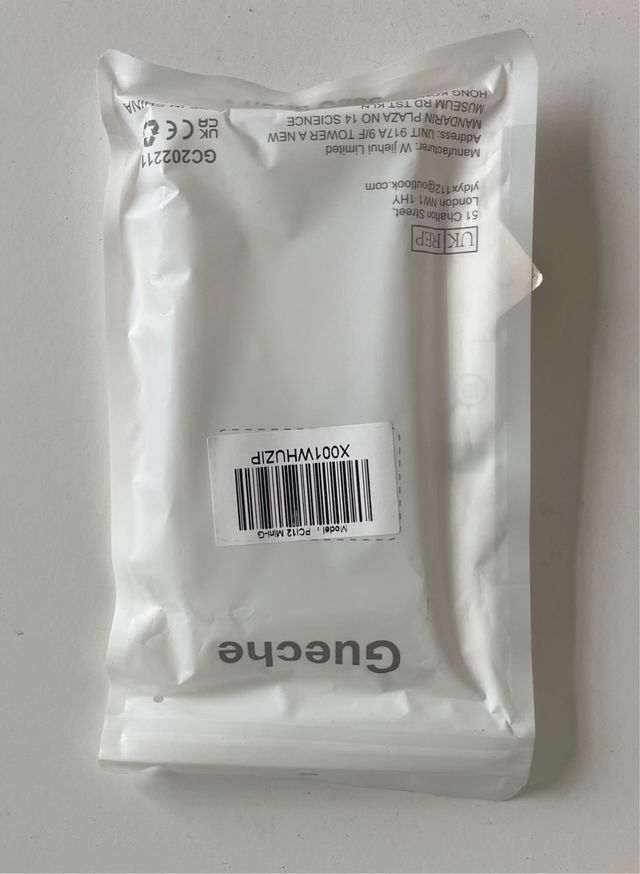 Gueche
Model , PC12 Mini-G
X001WHUZIP
UK REP
51 Chalton Street,
London NW1 1HY
yldyx112@outlook.com
Manufacturer: W jiehui Limited
Address: UNIT 917A 9/F TOWER A NEW
MANDARIN PLAZA NO 14 SCIENCE
MUSEUM RD TST KLN
HONG KONG
GC202211
UK CA CE